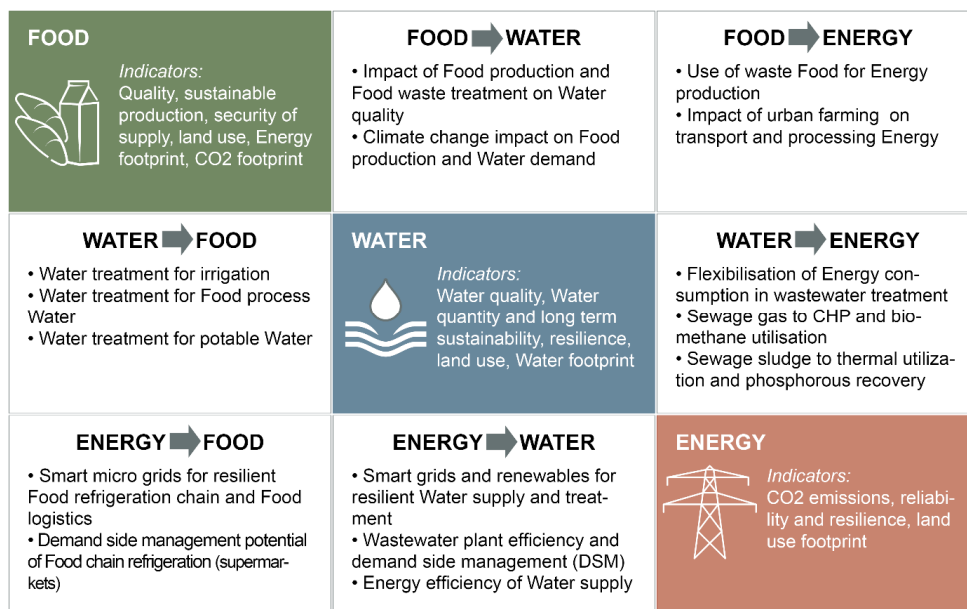 FOOD
Indicators:
Quality, sustainable
production, security of
supply, land use, Energy
footprint, CO2 footprint
FOOD WATER
• Impact of Food production and
Food waste treatment on Water
quality
• Climate change impact on Food
production and Water demand
FOOD ENERGY
• Use of waste Food for Energy
production
• Impact of urban farming on
transport and processing Energy
WATER FOOD
• Water treatment for irrigation
• Water treatment for Food process
Water
• Water treatment for potable Water
WATER
Indicators:
Water quality, Water
quantity and long term
sustainability, resilience,
land use, Water footprint
WATER ENERGY
• Flexibilisation of Energy con-
sumption in wastewater treatment
• Sewage gas to CHP and bio-
methane utilisation
• Sewage sludge to thermal utiliza-
tion and phosphorous recovery
ENERGY FOOD
• Smart micro grids for resilient
Food refrigeration chain and Food
logistics
• Demand side management potential
of Food chain refrigeration (supermar-
kets)
ENERGY WATER
• Smart grids and renewables for
resilient Water supply and treat-
ment
• Wastewater plant efficiency and
demand side management (DSM)
• Energy efficiency of Water supply
ENERGY
Indicators:
CO2 emissions, reliabi-
lity and resilience, land
use footprint